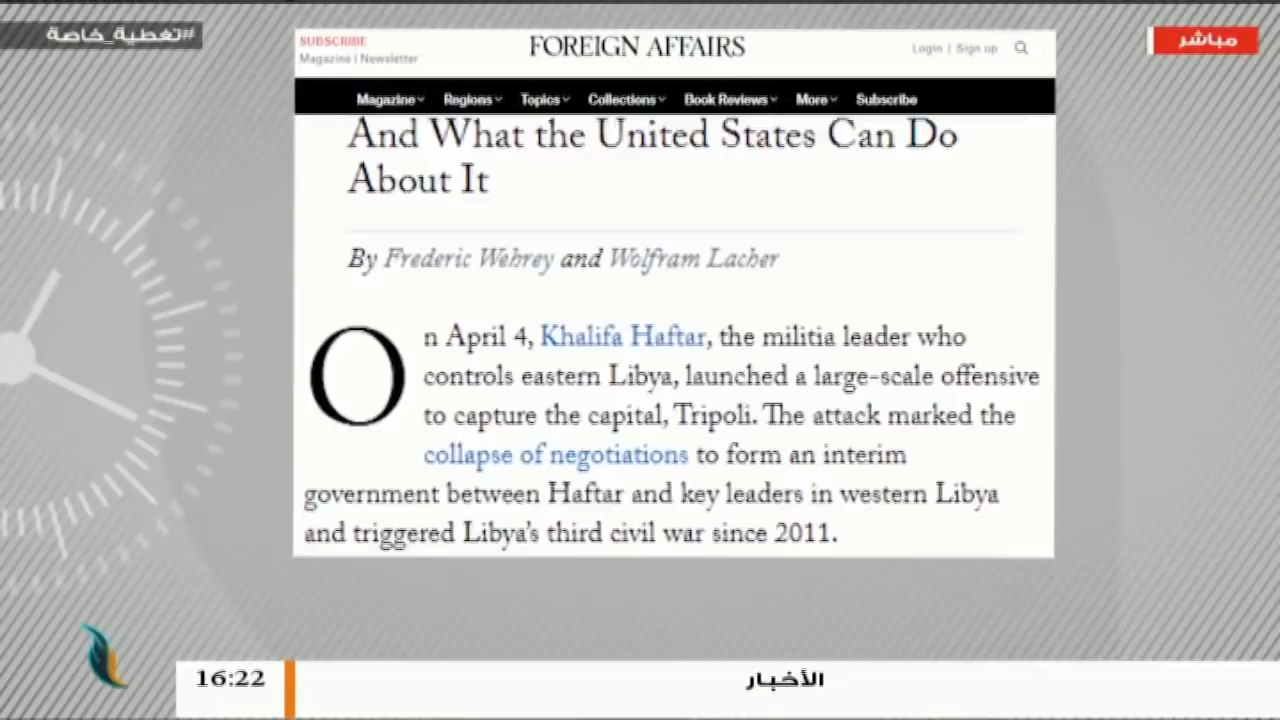 #تغطية_خاصة
مباشر
SUBSCRIBE
Magazine | Newsletter
FOREIGN AFFAIRS
Login | Sign up
Magazine Regions Topics Collections Book Reviews More Subscribe
And What the United States Can Do
About It
By Frederic Wehrey and Wolfram Lacher
On April 4, Khalifa Haftar, the militia leader who
controls eastern Libya, launched a large-scale offensive
to capture the capital, Tripoli. The attack marked the
collapse of negotiations to form an interim
government between Haftar and key leaders in western Libya
and triggered Libya's third civil war since 2011.
16:22
الأخبار